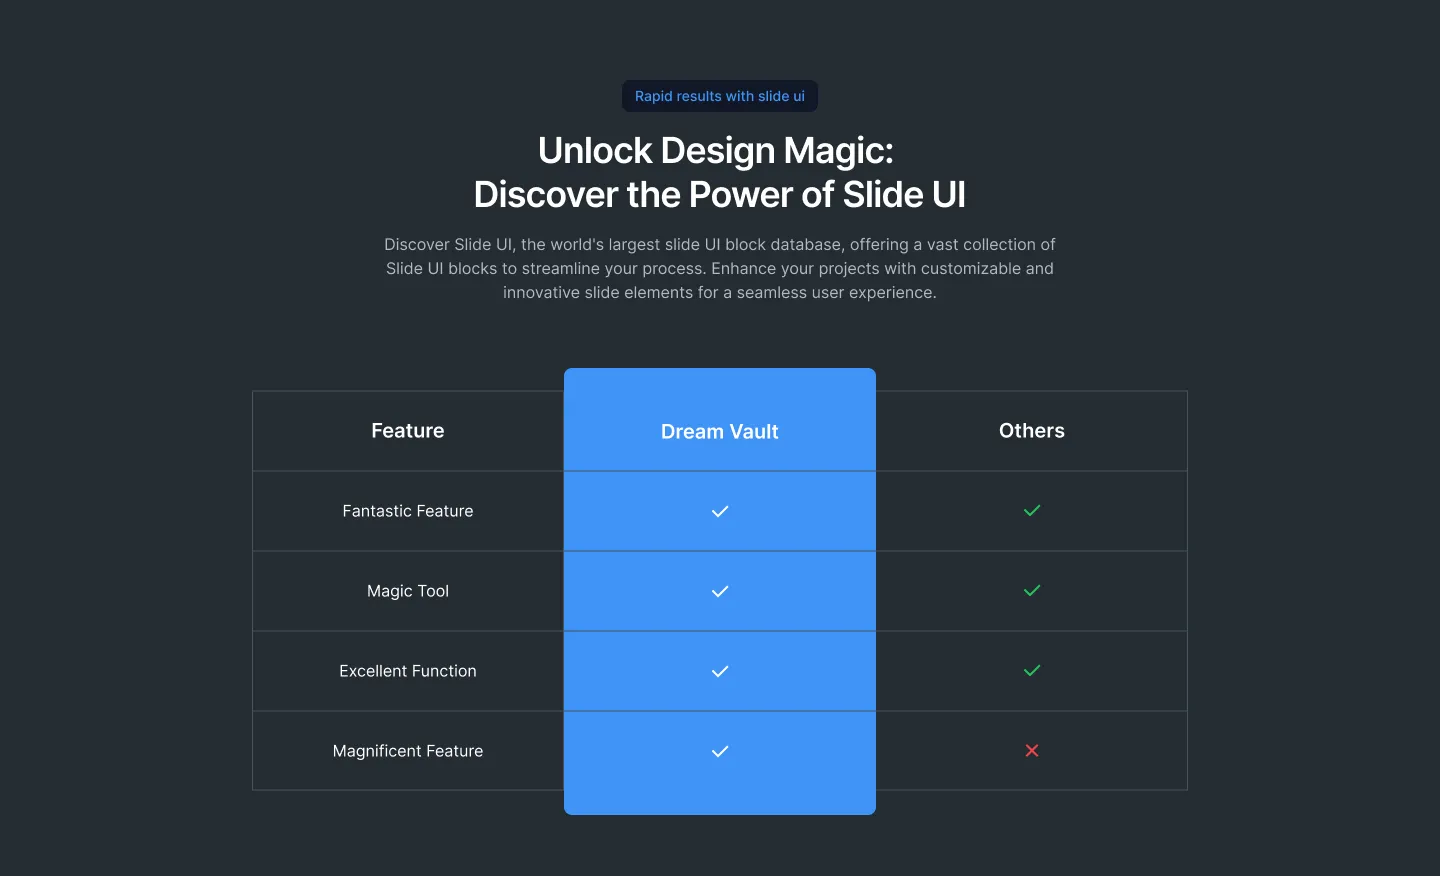 Rapid results with slide ui
Unlock Design Magic:
Discover the Power of Slide UI
Discover Slide UI, the world's largest slide UI block database, offering a vast collection of
Slide UI blocks to streamline your process. Enhance your projects with customizable and
innovative slide elements for a seamless user experience.
Feature Dream Vault Others
Fantastic Feature
Magic Tool
Excellent Function
Magnificent Feature